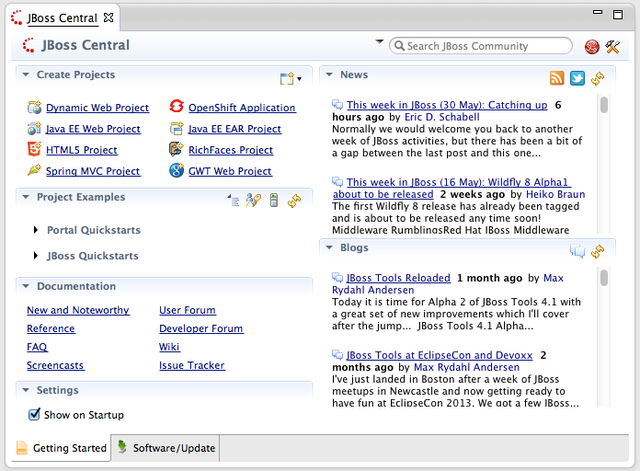 JBoss Central
JBoss Central
Search JBoss Community
Create Projects
Dynamic Web Project
OpenShift Application
Java EE Web Project
Java EE EAR Project
HTML5 Project
RichFaces Project
Spring MVC Project
GWT Web Project
Project Examples
Portal Quickstarts
JBoss Quickstarts
Documentation
New and Noteworthy
User Forum
Reference
Developer Forum
FAQ
Wiki
Screencasts
Issue Tracker
Settings
Show on Startup
News
This week in JBoss (30 May): Catching up 6
hours ago by Eric D. Schabell
Normally we would welcome you back to another
week of JBoss activities, but there has been a bit of
a gap between the last post and this one...
This week in JBoss (16 May): Wildfly 8 Alpha1
about to be released 2 weeks ago by Heiko Braun
The first Wildfly 8 release has already been tagged
and is about to be released any time soon!
Middleware RumblinosRed Hat JBoss Middleware
Blogs
JBoss Tools Reloaded 1 month ago by Max
Rydahl Andersen
Today it is time for Alpha 2 of JBoss Tools 4.1 with
a great set of new improvements which I'll cover
after the jump... JBoss Tools 4.1 Alpha...
JBoss Tools at EclipseCon and Devoxx 2
months ago by Max Rydahl Andersen
I've just landed in Boston after a week of JBoss
meetups in Newcastle and now getting ready to
have fun at EclipseCon 2013. We got a few JBoss...
Getting Started
Software/Update